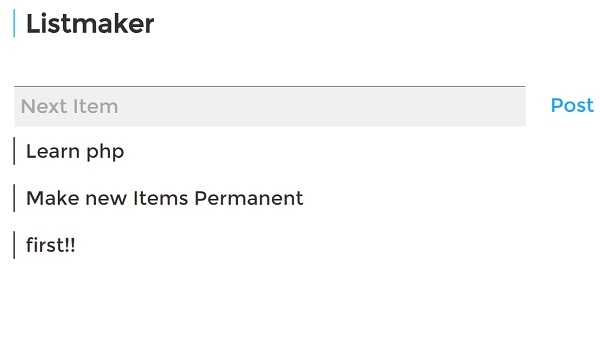 Listmaker
Next Item
Post
Learn php
Make new Items Permanent
first!!